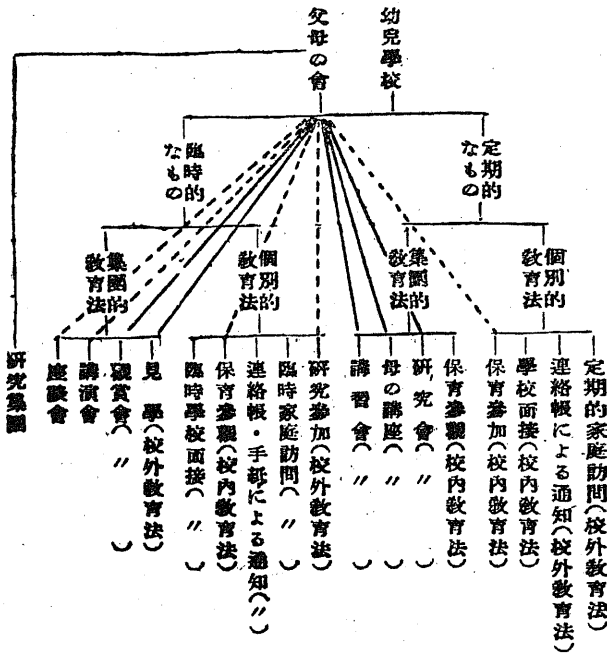 幼兒學校
父母の會
定期的
なもの
臨時的
なもの
個別的
教育法
集團的
教育法
個別的
教育法
集團的
教育法
定期的家庭訪問(校外教育法)
連絡帳による通知(校外教育法)
學校面接(校内教育法)
保育參加(校内教育法)
保育參觀(校内教育法)
研究會(〃)
母の講座(〃)
講習會(〃)
研究參加(校外教育法)
臨時家庭訪問(〃)
連絡帳・手紙による通知(〃)
保育參觀(校内教育法)
臨時學校面接(〃)
見學(校外教育法)
觀賞會(〃)
講演會
座談會
研究集團